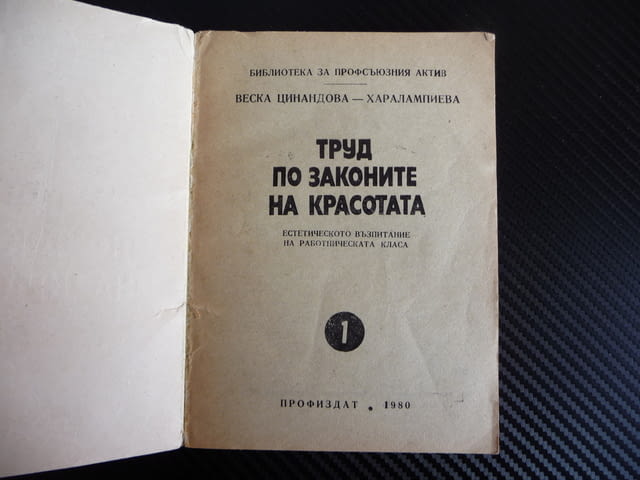 БИБЛИОТЕКА ЗА ПРОФСЪЮЗНИЯ АКТИВ
ВЕСКА ЦИНАНДОВА — ХАРАЛАМПИЕВА
ТРУД
ПО ЗАКОНИТЕ
НА КРАСОТАТА
ЕСТЕТИЧЕСКОТО ВЪЗПИТАНИЕ
НА РАБОТНИЧЕСКАТА КЛАСА
1
ПРОФИЗДАТ . 1980